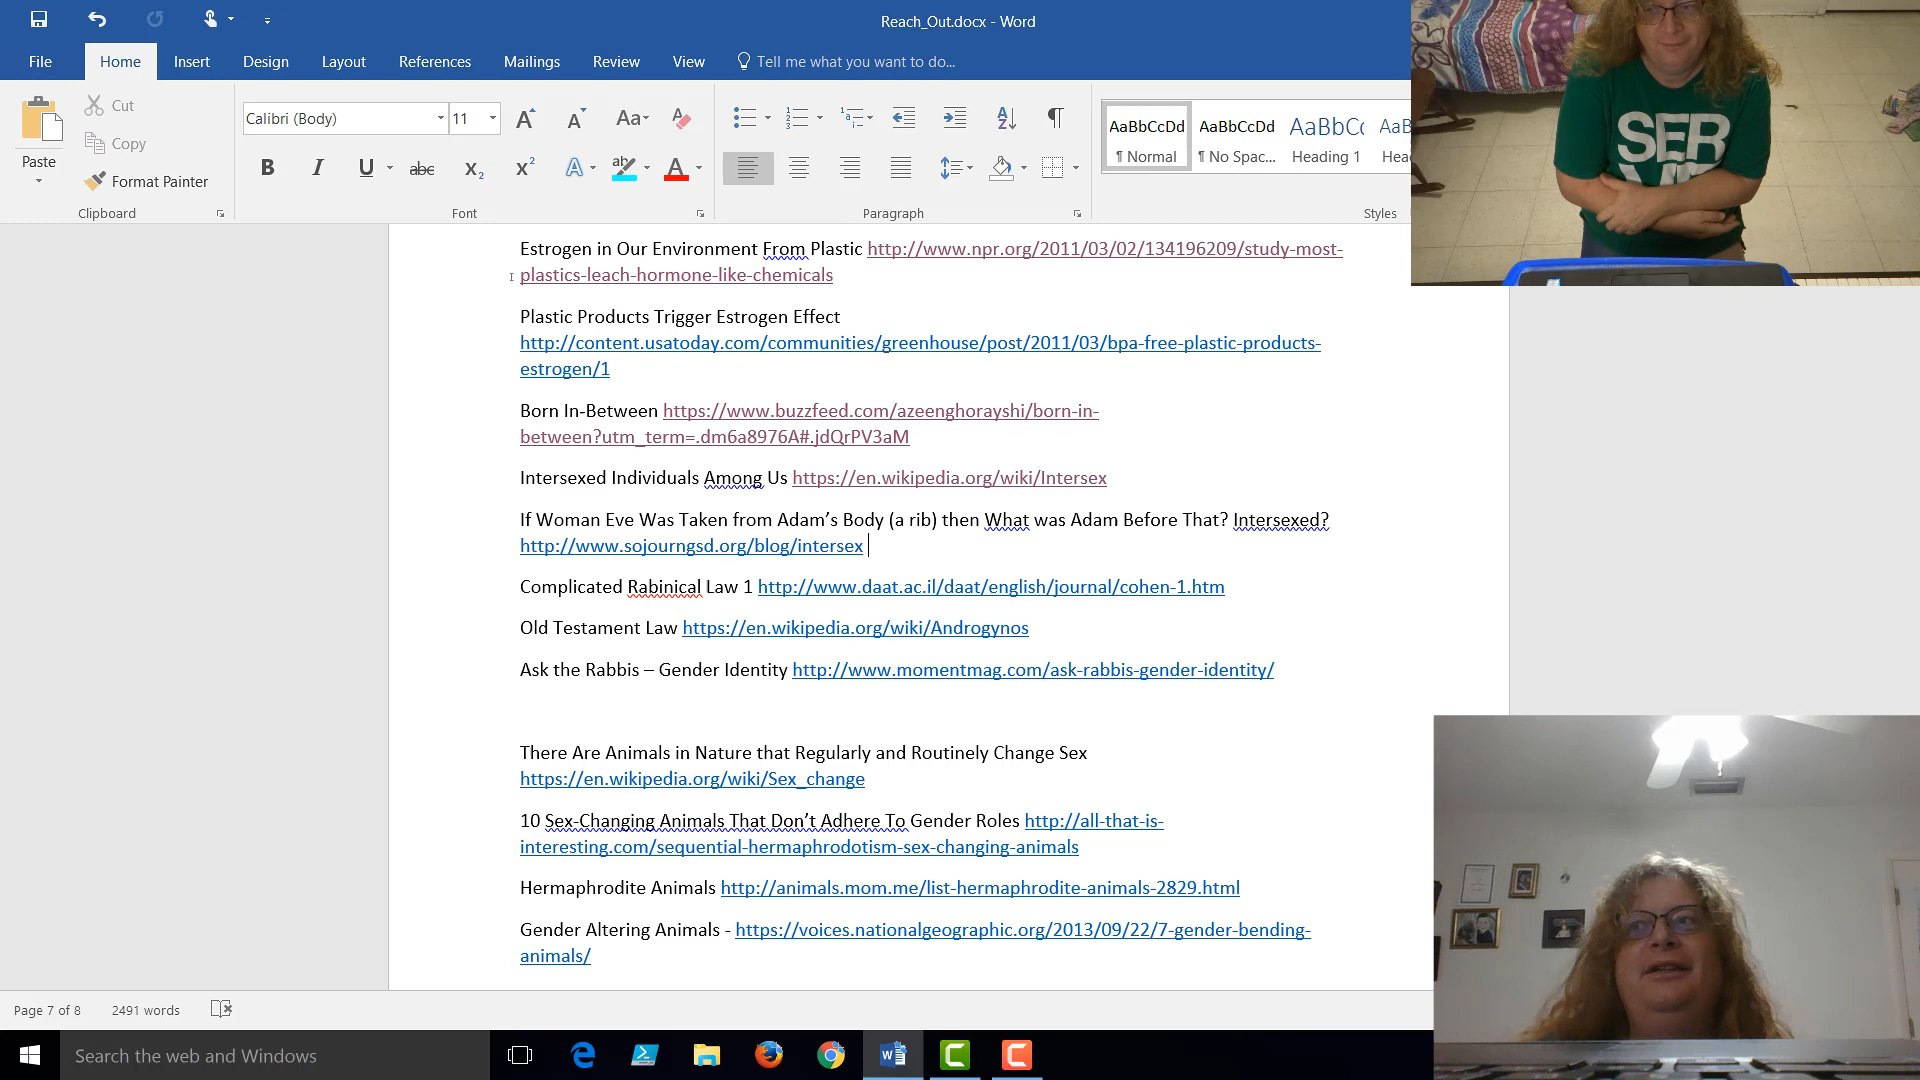 Reach_Out.docx - Word
File Home Insert Design Layout References Mailings Review View Tell me what you want to do...
Cut
Copy
Paste
Format Painter
Clipboard
Calibri (Body) 11
Font
Paragraph
AaBbCcDd AaBbCcDd AaBbCc AaB
¶ Normal ¶ No Spac... Heading 1 Hea
Styles
SER
Estrogen in Our Environment From Plastic http://www.npr.org/2011/03/02/134196209/study-most-
plastics-leach-hormone-like-chemicals
Plastic Products Trigger Estrogen Effect
http://content.usatoday.com/communities/greenhouse/post/2011/03/bpa-free-plastic-products-
estrogen/1
Born In-Between https://www.buzzfeed.com/azeenghorayshi/born-in-
between?utm_term=.dm6a8976A#.jdQrPV3aM
Intersexed Individuals Among Us https://en.wikipedia.org/wiki/Intersex
If Woman Eve Was Taken from Adam’s Body (a rib) then What was Adam Before That? Intersexed?
http://www.sojourngsd.org/blog/intersex
Complicated Rabinical Law 1 http://www.daat.ac.il/daat/english/journal/cohen-1.htm
Old Testament Law https://en.wikipedia.org/wiki/Androgynos
Ask the Rabbis – Gender Identity http://www.momentmag.com/ask-rabbis-gender-identity/
There Are Animals in Nature that Regularly and Routinely Change Sex
https://en.wikipedia.org/wiki/Sex_change
10 Sex-Changing Animals That Don’t Adhere To Gender Roles http://all-that-is-
interesting.com/sequential-hermaphrodotism-sex-changing-animals
Hermaphrodite Animals http://animals.mom.me/list-hermaphrodite-animals-2829.html
Gender Altering Animals - https://voices.nationalgeographic.org/2013/09/22/7-gender-bending-
animals/
Page 7 of 8 2491 words
Search the web and Windows